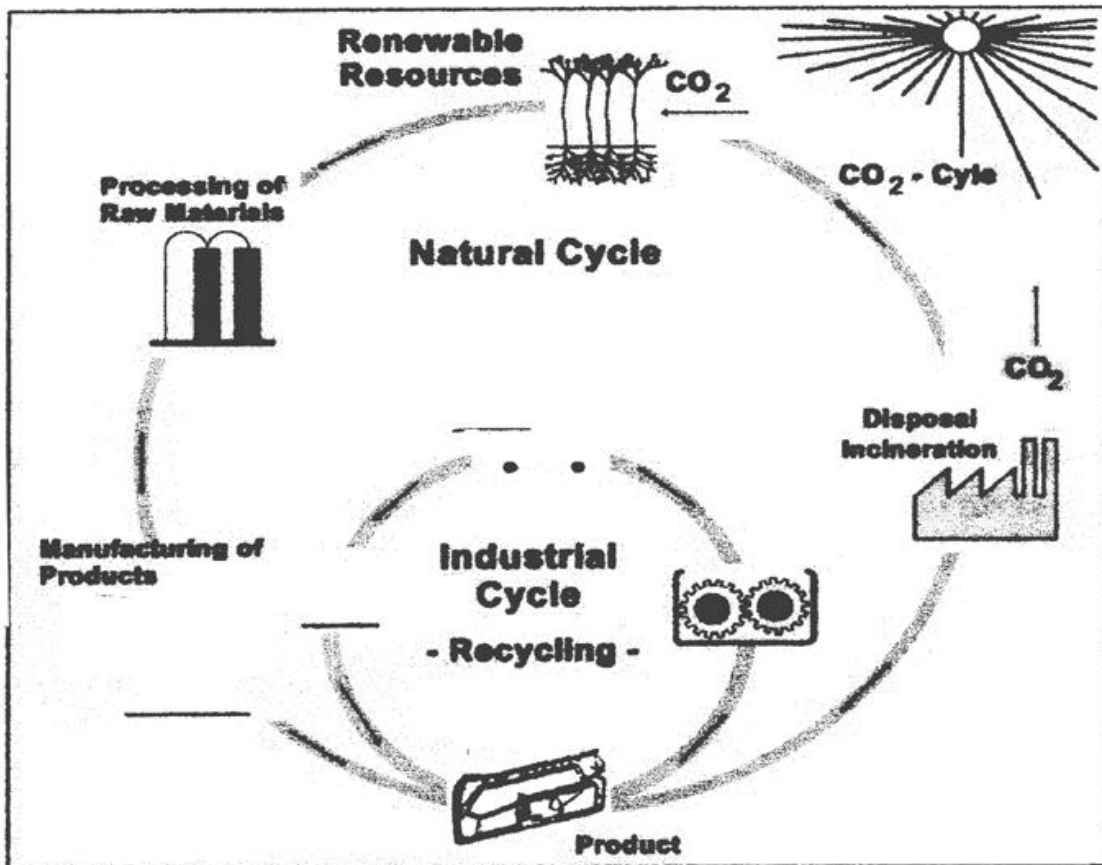 Renewable
Resources
CO2
CO2 - Cyle
Processing of
Raw Materials
Natural Cycle
CO2
Disposal
Incineration
Manufacturing of
Products
Industrial
Cycle
- Recycling -
Product